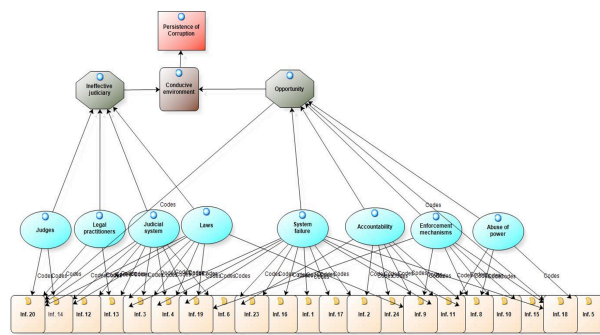 Persistence of
Corruption
Ineffective
judiciary
Conducive
environment
Opportunity
Codes
Judges
Legal
practitioners
Judicial
system
Laws
System
failure
Accountability
Enforcement
mechanisms
Abuse of
power
Codes
Codes
Inf. 20
Inf. 14
Inf. 12
Inf. 13
Inf. 3
Inf. 4
Inf. 19
Inf. 6
Inf. 23
Inf. 16
Inf. 1
Inf. 17
Inf. 2
Inf. 24
Inf. 9
Inf. 11
Inf. 8
Inf. 10
Inf. 15
Inf. 18
Inf. 5